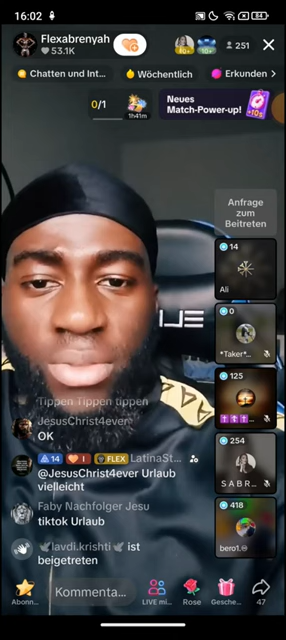 16:02
84
Flexabrenyah
53.1K
251
Chatten und Int...
Wöchentlich
Erkunden
0/1
1h41m
Neues
Match-Power-up!
Anfrage
zum
Beitreten
14
Ali
0
*Taker*...
125
254
S A B R...
418
bero1.♾
Tippen Tippen tippen
JesusChrist4ever
OK
14 1 FLEX LatinaSt...
@JesusChrist4ever Urlaub
vielleicht
Faby Nachfolger Jesu
tiktok Urlaub
🕊lavdi.krishti🕊 ist
beigetreten
Abonn...
Kommenta...
LIVE mi...
Rose
Gesche...
47